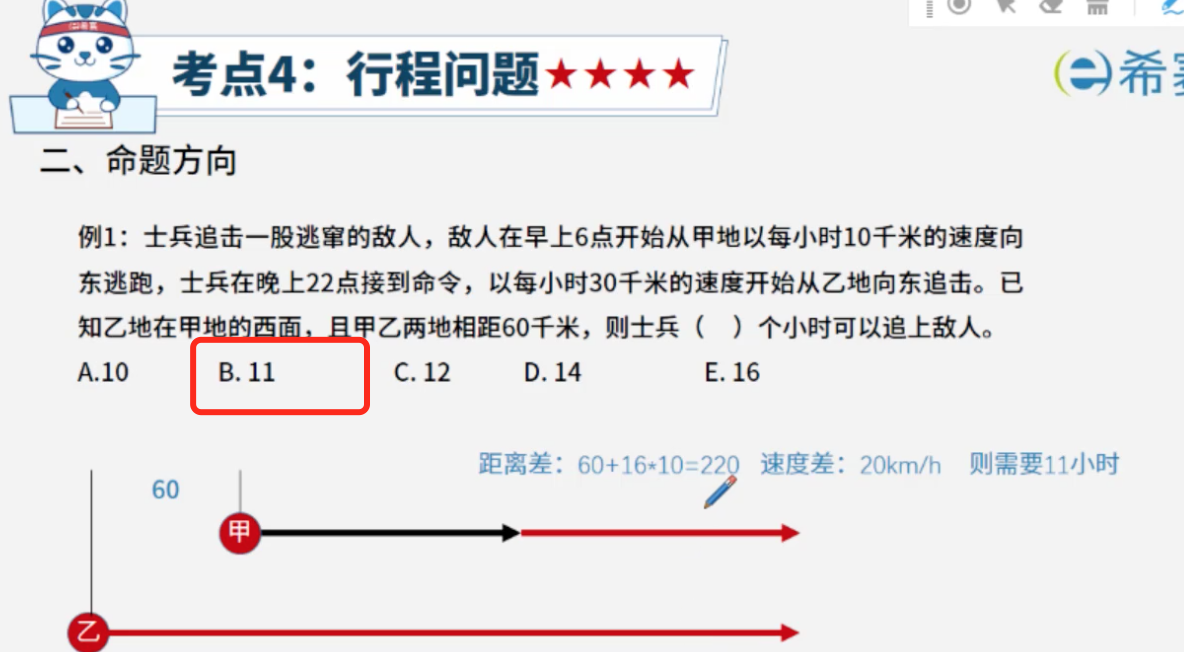 考点4：行程问题★★★★
希赛
二、命题方向
例1：士兵追击一股逃窜的敌人，敌人在早上6点开始从甲地以每小时10千米的速度向
东逃跑，士兵在晚上22点接到命令，以每小时30千米的速度开始从乙地向东追击。已
知乙地在甲地的西面，且甲乙两地相距60千米，则士兵（　）个小时可以追上敌人。
A.10 B. 11 C. 12 D. 14 E. 16
距离差：60+16*10=220 速度差：20km/h 则需要11小时
60
甲
乙